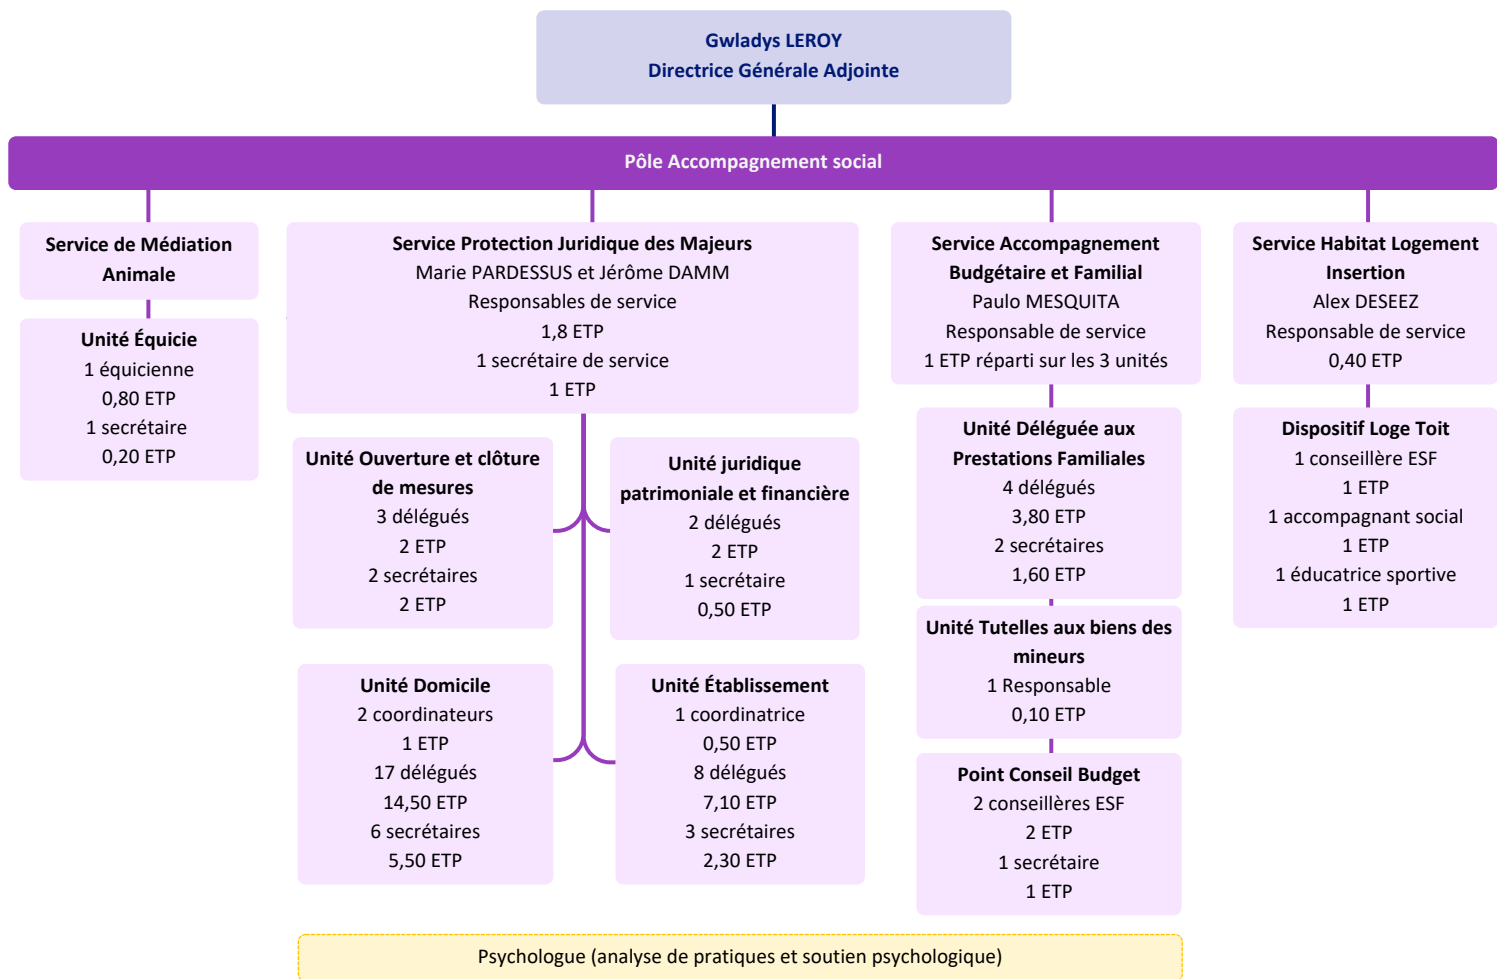 Gwladys LEROY
Directrice Générale Adjointe
Pôle Accompagnement social
Service de Médiation
Animale
Unité Équicie
1 équicienne
0,80 ETP
1 secrétaire
0,20 ETP
Service Protection Juridique des Majeurs
Marie PARDESSUS et Jérôme DAMM
Responsables de service
1,8 ETP
1 secrétaire de service
1 ETP
Unité Ouverture et clôture
de mesures
3 délégués
2 ETP
2 secrétaires
2 ETP
Unité juridique
patrimoniale et financière
2 délégués
2 ETP
1 secrétaire
0,50 ETP
Unité Domicile
2 coordinateurs
1 ETP
17 délégués
14,50 ETP
6 secrétaires
5,50 ETP
Unité Établissement
1 coordinatrice
0,50 ETP
8 délégués
7,10 ETP
3 secrétaires
2,30 ETP
Service Accompagnement
Budgétaire et Familial
Paulo MESQUITA
Responsable de service
1 ETP réparti sur les 3 unités
Unité Déléguée aux
Prestations Familiales
4 délégués
3,80 ETP
2 secrétaires
1,60 ETP
Unité Tutelles aux biens des
mineurs
1 Responsable
0,10 ETP
Point Conseil Budget
2 conseillères ESF
2 ETP
1 secrétaire
1 ETP
Service Habitat Logement
Insertion
Alex DESEEZ
Responsable de service
0,40 ETP
Dispositif Loge Toit
1 conseillère ESF
1 ETP
1 accompagnant social
1 ETP
1 éducatrice sportive
1 ETP
Psychologue (analyse de pratiques et soutien psychologique)